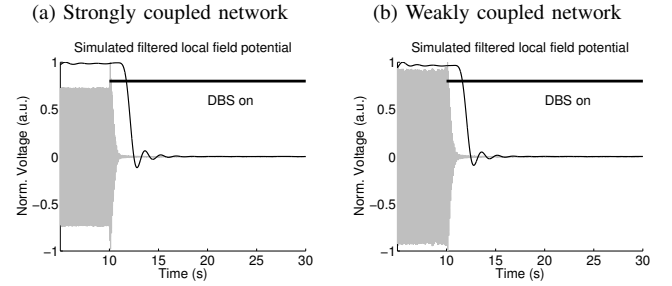 (a) Strongly coupled network
Simulated filtered local field potential
Norm. Voltage (a.u.)
1
0.5
0
−0.5
−1
DBS on
5
10
15
20
25
30
Time (s)
(b) Weakly coupled network
Simulated filtered local field potential
Norm. Voltage (a.u.)
1
0.5
0
−0.5
−1
DBS on
5
10
15
20
25
30
Time (s)